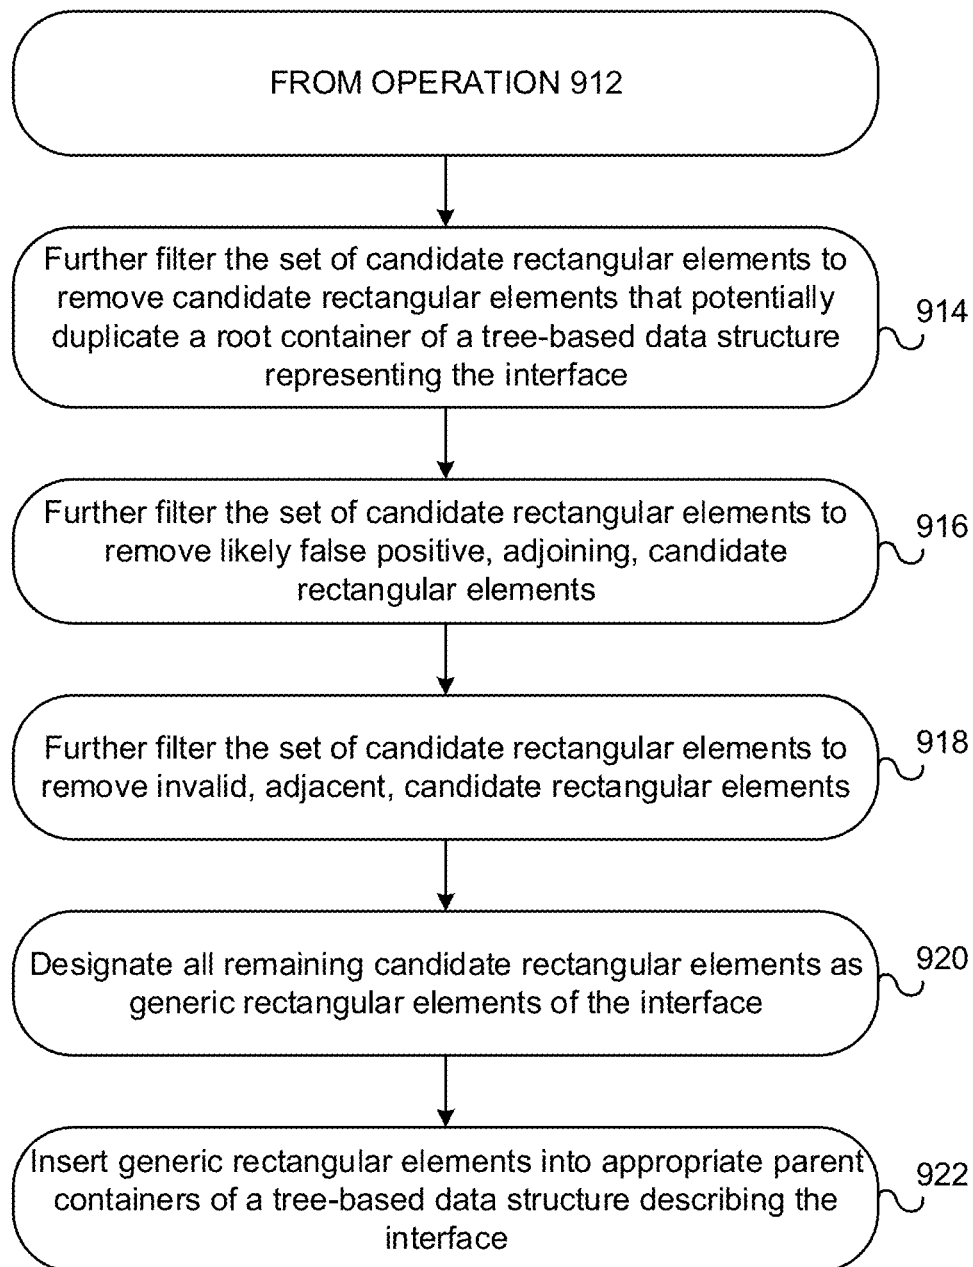 FROM OPERATION 912
Further filter the set of candidate rectangular elements to
remove candidate rectangular elements that potentially
duplicate a root container of a tree-based data structure
representing the interface
914
Further filter the set of candidate rectangular elements to
remove likely false positive, adjoining, candidate
rectangular elements
916
Further filter the set of candidate rectangular elements to
remove invalid, adjacent, candidate rectangular elements
918
Designate all remaining candidate rectangular elements as
generic rectangular elements of the interface
920
Insert generic rectangular elements into appropriate parent
containers of a tree-based data structure describing the
interface
922